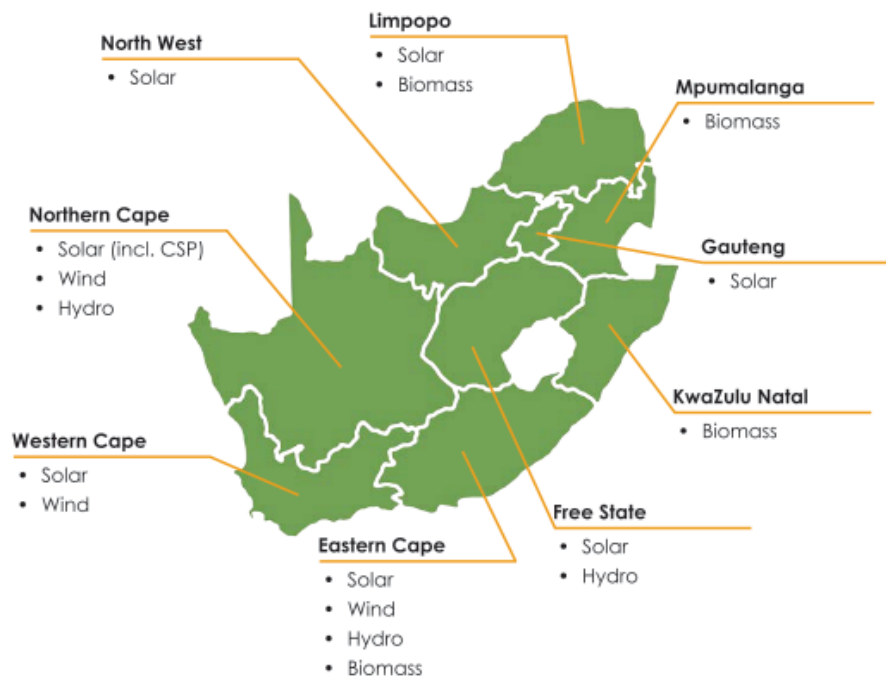 Limpopo
• Solar
• Biomass
North West
• Solar
Mpumalanga
• Biomass
Northern Cape
• Solar (incl. CSP)
• Wind
• Hydro
Gauteng
• Solar
KwaZulu Natal
• Biomass
Western Cape
• Solar
• Wind
Free State
• Solar
• Hydro
Eastern Cape
• Solar
• Wind
• Hydro
• Biomass